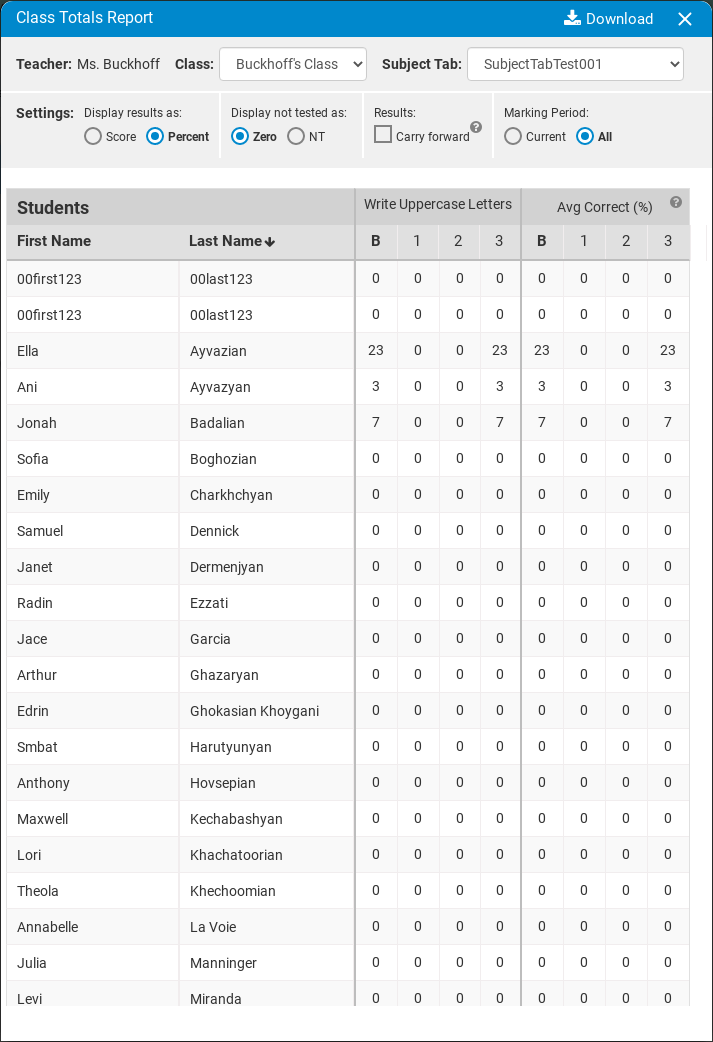 Class Totals Report Download
Teacher: Ms. Buckhoff Class: Buckhoff's Class Subject Tab: SubjectTabTest001
Settings: Display results as: Display not tested as: Results: Marking Period:
Score Percent Zero NT Carry forward ? Current All
Students Write Uppercase Letters Avg Correct (%) ?
First Name Last Name B 1 2 3 B 1 2 3
00first123 00last123 0 0 0 0 0 0 0 0
00first123 00last123 0 0 0 0 0 0 0 0
Ella Ayvazian 23 0 0 23 23 0 0 23
Ani Ayvazyan 3 0 0 3 3 0 0 3
Jonah Badalian 7 0 0 7 7 0 0 7
Sofia Boghozian 0 0 0 0 0 0 0 0
Emily Charkhchyan 0 0 0 0 0 0 0 0
Samuel Dennick 0 0 0 0 0 0 0 0
Janet Dermenjyan 0 0 0 0 0 0 0 0
Radin Ezzati 0 0 0 0 0 0 0 0
Jace Garcia 0 0 0 0 0 0 0 0
Arthur Ghazaryan 0 0 0 0 0 0 0 0
Edrin Ghokasian Khoygani 0 0 0 0 0 0 0 0
Smbat Harutyunyan 0 0 0 0 0 0 0 0
Anthony Hovsepian 0 0 0 0 0 0 0 0
Maxwell Kechabashyan 0 0 0 0 0 0 0 0
Lori Khachatoorian 0 0 0 0 0 0 0 0
Theola Khechoomian 0 0 0 0 0 0 0 0
Annabelle La Voie 0 0 0 0 0 0 0 0
Julia Manninger 0 0 0 0 0 0 0 0
Levi Miranda 0 0 0 0 0 0 0 0